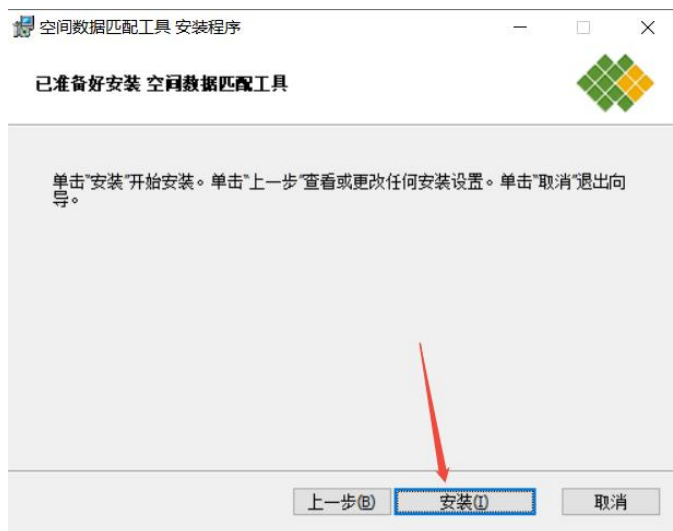 空间数据匹配工具 安装程序
已准备好安装 空间数据匹配工具
单击"安装"开始安装。单击"上一步"查看或更改任何安装设置。单击"取消"退出向
导。
上一步(B) 安装(I) 取消